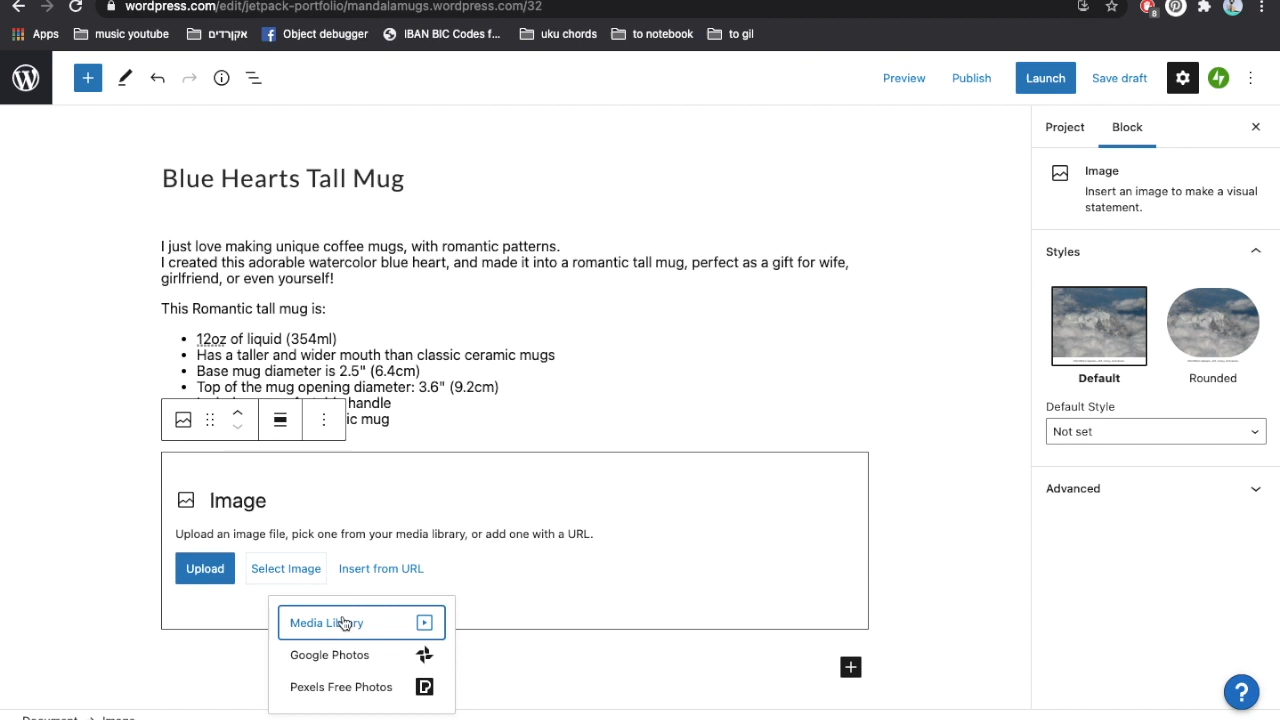 wordpress.com/edit/jetpack-portfolio/mandalamugs.wordpress.com/32
8
Apps music youtube אקורדים Object debugger IBAN BIC Codes f... uku chords to notebook to gil
Preview Publish Launch Save draft
Project Block
Blue Hearts Tall Mug
Image
Insert an image to make a visual
statement.
I just love making unique coffee mugs, with romantic patterns.
I created this adorable watercolor blue heart, and made it into a romantic tall mug, perfect as a gift for wife,
girlfriend, or even yourself!
Styles
This Romantic tall mug is:
• 12oz of liquid (354ml)
• Has a taller and wider mouth than classic ceramic mugs
• Base mug diameter is 2.5" (6.4cm)
• Top of the mug opening diameter: 3.6" (9.2cm)
handle
ic mug
Default Rounded
Default Style
Not set
Advanced
Image
Upload an image file, pick one from your media library, or add one with a URL.
Upload Select Image Insert from URL
Media Library
Google Photos
Pexels Free Photos
Document → Image